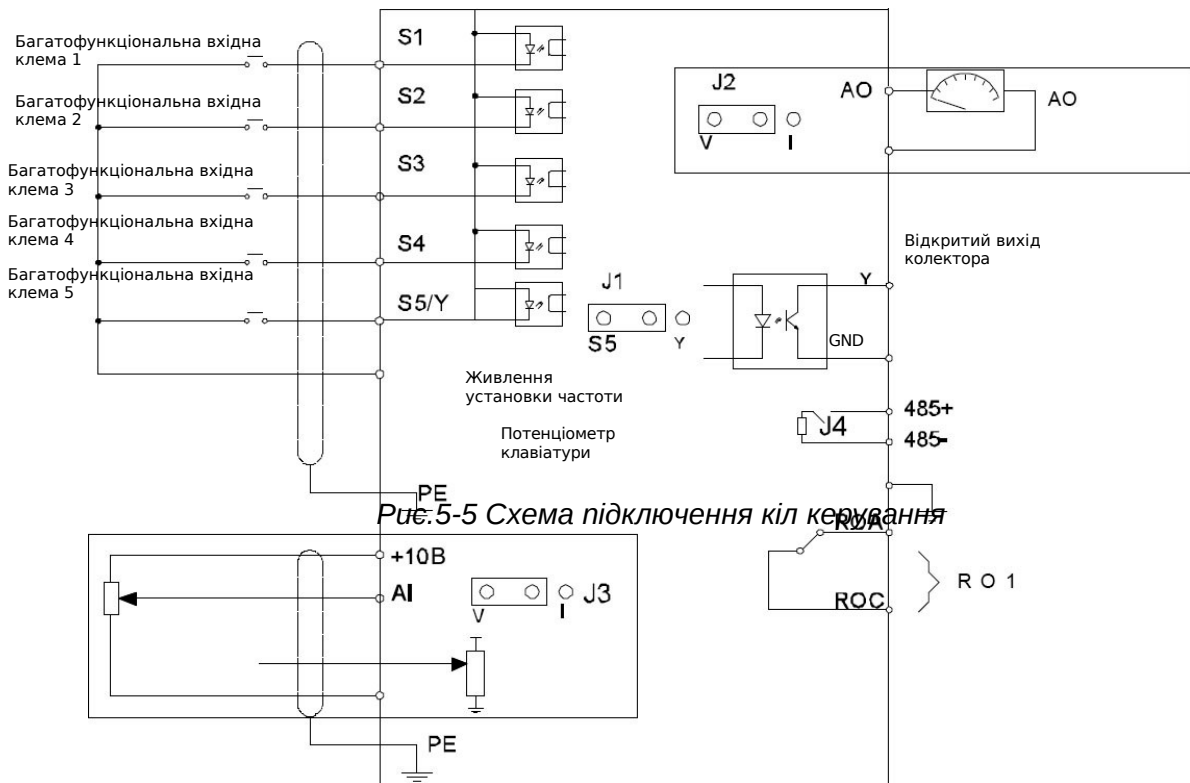 Багатофункціональна вхідна
клема 1
S1
Багатофункціональна вхідна
клема 2
S2
J2
V
I
AO
AO
Багатофункціональна вхідна
клема 3
S3
Багатофункціональна вхідна
клема 4
S4
Відкритий вихід
колектора
Багатофункціональна вхідна
клема 5
S5/Y
J1
S5
Y
Y
GND
Живлення
установки частоти
Потенціометр
клавіатури
J4
485+
485-
PE
Рис.5-5 Схема підключення кіл керування
ROA
ROC
R O 1
+10В
AI
V
I
J3
PE